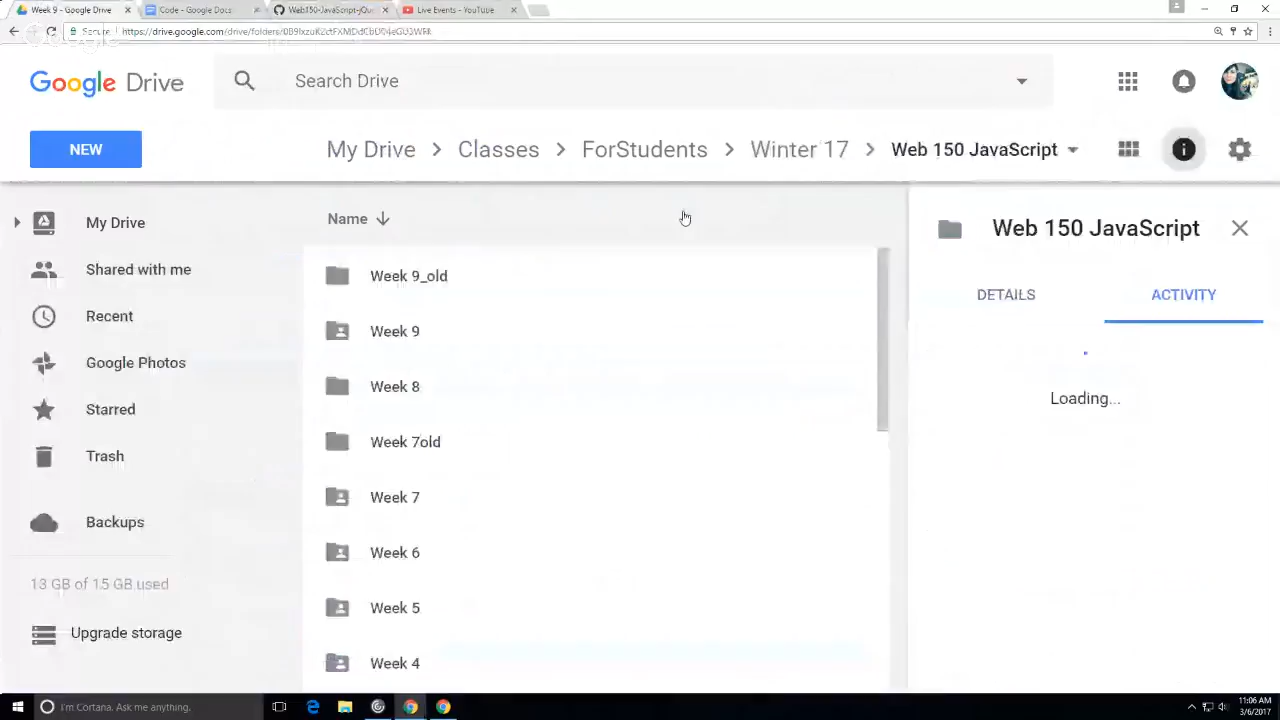 Week 9 - Google Drive
Code - Google Docs
Web150-JavaScript-jQue
Live Events - YouTube
Secure
Google Drive
Search Drive
NEW
My Drive > Classes > ForStudents > Winter 17 > Web 150 JavaScript
My Drive
Shared with me
Recent
Google Photos
Starred
Trash
Backups
13 GB of 15 GB used
Upgrade storage
Name
Week 9_old
Week 9
Week 8
Week 7old
Week 7
Week 6
Week 5
Week 4
Web 150 JavaScript
DETAILS
ACTIVITY
Loading...
I'm Cortana. Ask me anything.
11:06 AM
3/6/2017